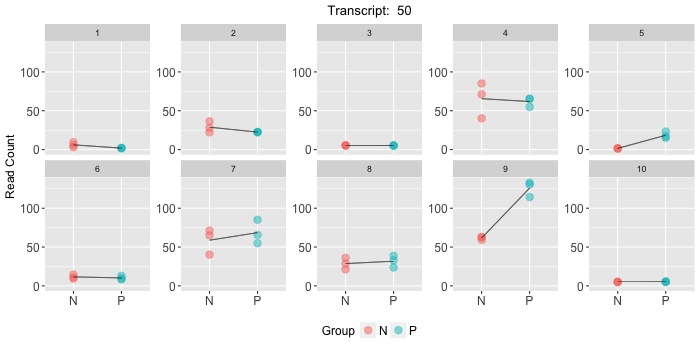 Transcript: 50
1 2 3 4 5
100 100 100 100 100
50 50 50 50 50
0 0 0 0 0
Read Count
6 7 8 9 10
100 100 100 100 100
50 50 50 50 50
0 0 0 0 0
N P N P N P N P N P
Group N P